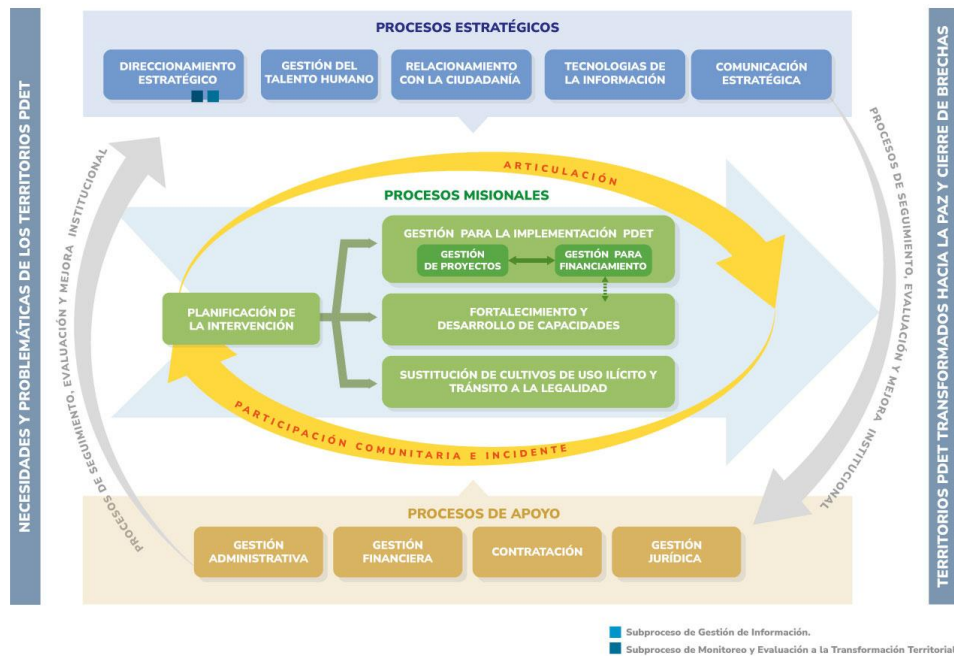 NECESIDADES Y PROBLEMÁTICAS DE LOS TERRITORIOS PDET
PROCESOS ESTRATÉGICOS
DIRECCIONAMIENTO
ESTRATÉGICO
GESTIÓN DEL
TALENTO HUMANO
RELACIONAMIENTO
CON LA CIUDADANÍA
TECNOLOGIAS DE
LA INFORMACIÓN
COMUNICACIÓN
ESTRATÉGICA
PROCESOS DE SEGUIMIENTO, EVALUACIÓN Y MEJORA INSTITUCIONAL
ARTICULACIÓN
PROCESOS MISIONALES
GESTIÓN PARA LA IMPLEMENTACIÓN PDET
GESTIÓN
DE PROYECTOS
GESTIÓN PARA
FINANCIAMIENTO
PLANIFICACIÓN DE
LA INTERVENCIÓN
FORTALECIMIENTO Y
DESARROLLO DE CAPACIDADES
SUSTITUCIÓN DE CULTIVOS DE USO ILÍCITO Y
TRÁNSITO A LA LEGALIDAD
PARTICIPACIÓN COMUNITARIA E INCIDENTE
PROCESOS DE SEGUIMIENTO, EVALUACIÓN Y MEJORA INSTITUCIONAL
PROCESOS DE APOYO
GESTIÓN
ADMINISTRATIVA
GESTIÓN
FINANCIERA
CONTRATACIÓN
GESTIÓN
JURÍDICA
TERRITORIOS PDET TRANSFORMADOS HACIA LA PAZ Y CIERRE DE BRECHAS
Subproceso de Gestión de Información.
Subproceso de Monitoreo y Evaluación a la Transformación Territorial